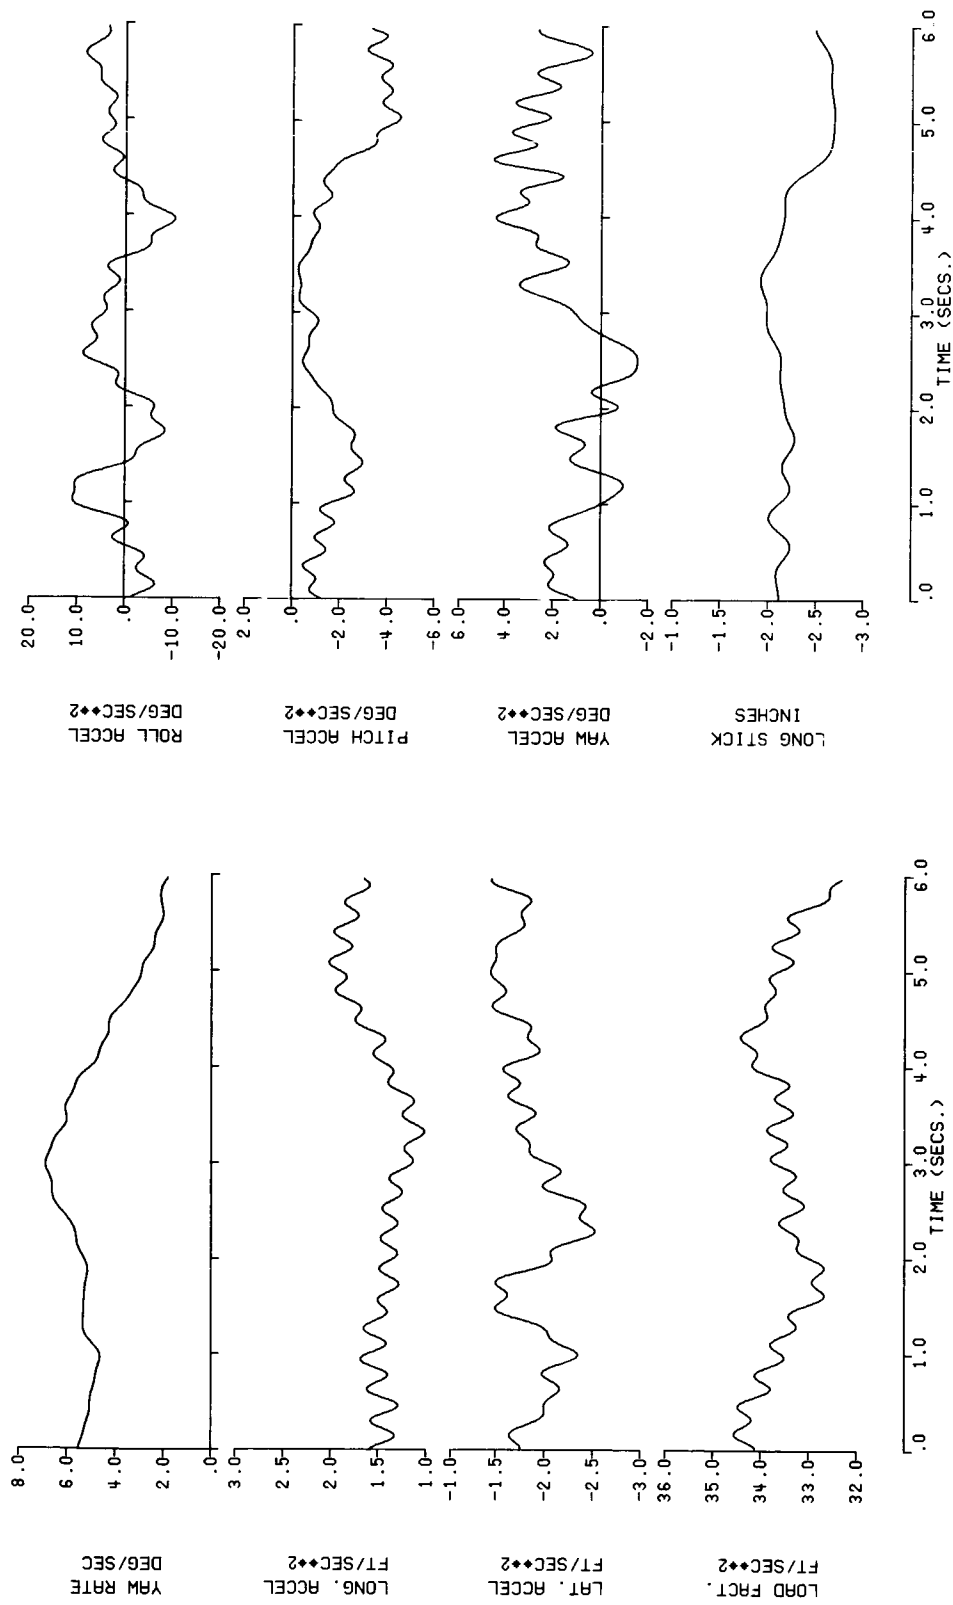 ROLL ACCEL
DEG/SEC♦♦2
20.0
10.0
.0
-10.0
-20.0
PITCH ACCEL
DEG/SEC♦♦2
2.0
.0
-2.0
-4.0
-6.0
YAW ACCEL
DEG/SEC♦♦2
6.0
4.0
2.0
.0
-2.0
LONG STICK
INCHES
-1.0
-1.5
-2.0
-2.5
-3.0
.0 1.0 2.0 3.0 4.0 5.0 6.0
TIME (SECS.)
YAW RATE
DEG/SEC
8.0
6.0
4.0
2.0
.0
LONG. ACCEL
FT/SEC♦♦2
3.0
2.5
2.0
1.5
1.0
LAT. ACCEL
FT/SEC♦♦2
-1.0
-1.5
-2.0
-2.5
-3.0
LOAD FACT.
FT/SEC♦♦2
36.0
35.0
34.0
33.0
32.0
.0 1.0 2.0 3.0 4.0 5.0 6.0
TIME (SECS.)